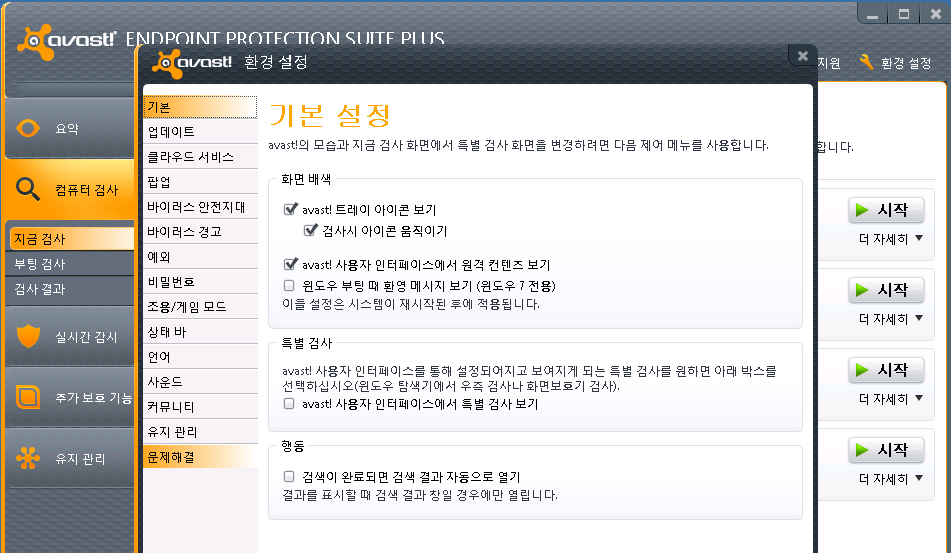 avast! ENDPOINT PROTECTION SUITE PLUS
지원
환경 설정
avast! 환경 설정
요약
컴퓨터 검사
지금 검사
부팅 검사
검사 결과
실시간 감시
추가 보호 기능
유지 관리
기본
업데이트
클라우드 서비스
팝업
바이러스 안전지대
바이러스 경고
예외
비밀번호
조용/게임 모드
상태 바
언어
사운드
커뮤니티
유지 관리
문제해결
기본 설정
avast!의 모습과 지금 검사 화면에서 특별 검사 화면을 변경하려면 다음 제어 메뉴를 사용합니다.
화면 배색
avast! 트레이 아이콘 보기
검사시 아이콘 움직이기
avast! 사용자 인터페이스에서 원격 컨텐츠 보기
윈도우 부팅 때 환영 메시지 보기 (윈도우 7 전용)
이들 설정은 시스템이 재시작된 후에 적용됩니다.
특별 검사
avast! 사용자 인터페이스를 통해 설정되어지고 보여지게 되는 특별 검사를 원하면 아래 박스를
선택하십시오(윈도우 탐색기에서 우측 검사나 화면보호기 검사).
avast! 사용자 인터페이스에서 특별 검사 보기
행동
검색이 완료되면 검색 결과 자동으로 열기
결과를 표시할 때 검색 결과 창일 경우에만 열립니다.
합니다.
시작
더 자세히
시작
더 자세히
시작
더 자세히
시작
더 자세히